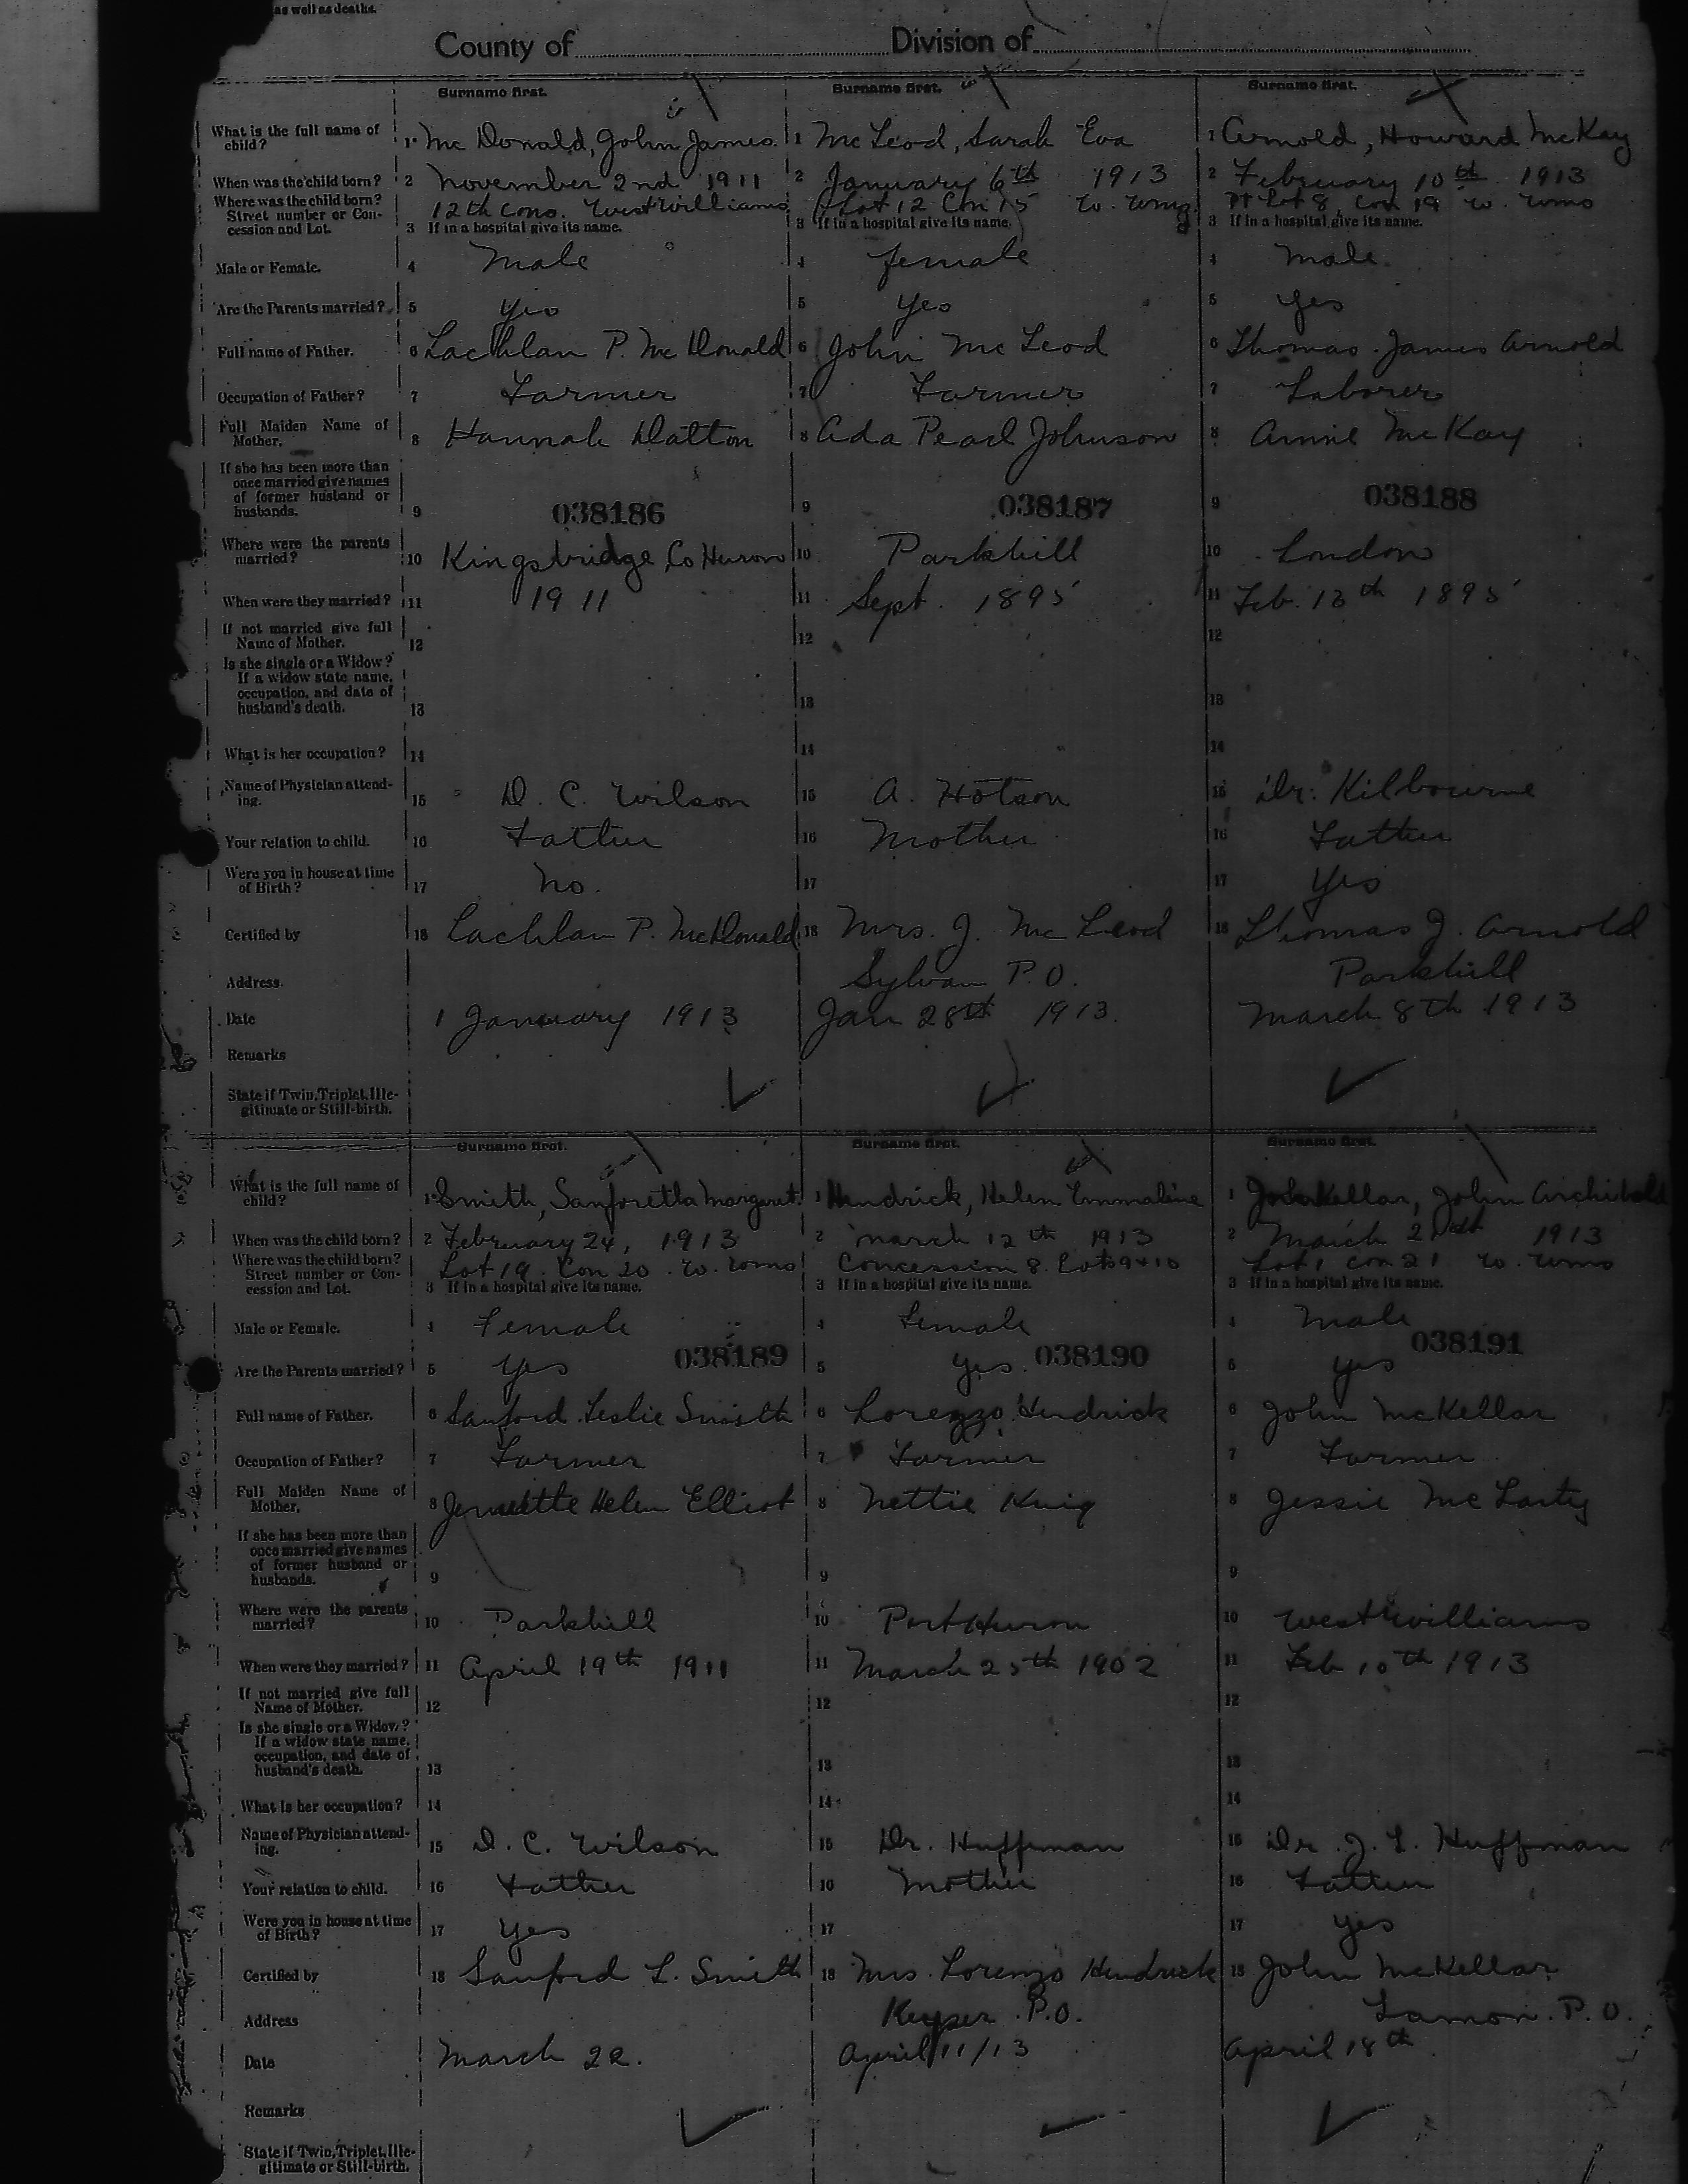 as well as deaths.
County of Division of
Surname first. Surname first. Surname first.
What is the full name of child? 1 Mc Donald, John James. 1 Mc Leod, Sarah Eva 1 Arnold, Howard McKay
When was the child born? 2 November 2nd 1911 2 January 6th 1913 2 February 10th 1913
Where was the child born? 12th Cons. West Williams Lot 12 Con 15 W. Wms. Pt Lot 8, Con 19 W. Wms
Street number or Concession and Lot. 3 If in a hospital give its name. 3 If in a hospital give its name. 3 If in a hospital give its name.
Male or Female. 4 Male 4 female 4 Male.
Are the Parents married? 5 Yes 5 Yes 5 Yes
Full name of Father. 6 Lachlan P. Mc Donald 6 John Mc Leod 6 Thomas James Arnold
Occupation of Father? 7 Farmer 7 Farmer 7 Laborer
Full Maiden Name of Mother. 8 Hannah Dalton 8 Ada Pearl Johnson 8 Annie McKay
If she has been more than once married give names of former husband or husbands. 9 038186 9 038187 9 038188
Where were the parents married? 10 Kingsbridge Co Huron 10 Parkhill 10 London
When were they married? 11 1911 11 Sept. 1895 11 Feb. 13th 1895
If not married give full Name of Mother. 12 12 12
Is she single or a Widow? If a widow state name, occupation, and date of husband's death. 13 13 13
What is her occupation? 14 14 14
Name of Physician attending. 15 D. C. Wilson 15 A. Hotson 15 Dr. Kilbourne
Your relation to child. 16 Father 16 Mother 16 Father
Were you in house at time of Birth? 17 No. 17 17 Yes
Certified by 18 Lachlan P. McDonald 18 Mrs. J. Mc Leod 18 Thomas J. Arnold
Address. Sylvan P.O. Parkhill
Date 1 January 1913 Jan 28th 1913. March 8th 1913
Remarks
State if Twin, Triplet, Illegitimate or Still-birth.
Surname first. Surname first. Surname first.
What is the full name of child? 1 Smith, Sanforetta Margaret. 1 Hendrick, Helen Emmaline 1 McKellar, John Archibald
When was the child born? 2 February 24, 1913 2 March 12th 1913 2 March 21st 1913
Where was the child born? Lot 19. Con 20. W. Wms Concession 8 Lots 9 + 10 Lot 1 Con 21 W. Wms
Street number or Concession and Lot. 3 If in a hospital give its name. 3 If in a hospital give its name. 3 If in a hospital give its name.
Male or Female. 4 Female 4 Female 4 Male
Are the Parents married? 5 Yes 038189 5 Yes. 038190 5 yes 038191
Full name of Father. 6 Sanford Leslie Smith 6 Lorenzo Hendrick 6 John McKellar
Occupation of Father? 7 Farmer 7 Farmer 7 Farmer
Full Maiden Name of Mother. 8 Jennette Helen Elliot 8 Nettie King 8 Jessie Mc Larty
If she has been more than once married give names of former husband or husbands. 9 9 9
Where were the parents married? 10 Parkhill 10 Port Huron 10 West Williams
When were they married? 11 April 19th 1911 11 March 25th 1902 11 Feb 10th 1913
If not married give full Name of Mother. 12 12 12
Is she single or a Widow? If a widow state name, occupation, and date of husband's death. 13 13 13
What is her occupation? 14 14 14
Name of Physician attending. 15 D. C. Wilson 15 Dr. Huffman 15 Dr. J. L. Huffman
Your relation to child. 16 Father 16 Mother 16 Father
Were you in house at time of Birth? 17 Yes 17 17 yes
Certified by 18 Sanford L. Smith 18 Mrs. Lorenzo Hendrick 18 John McKellar
Address Keyser P.O. Lamon. P.O.
Date March 22. April 11/13 April 18th
Remarks
State if Twin, Triplet, Illegitimate or Still-birth.